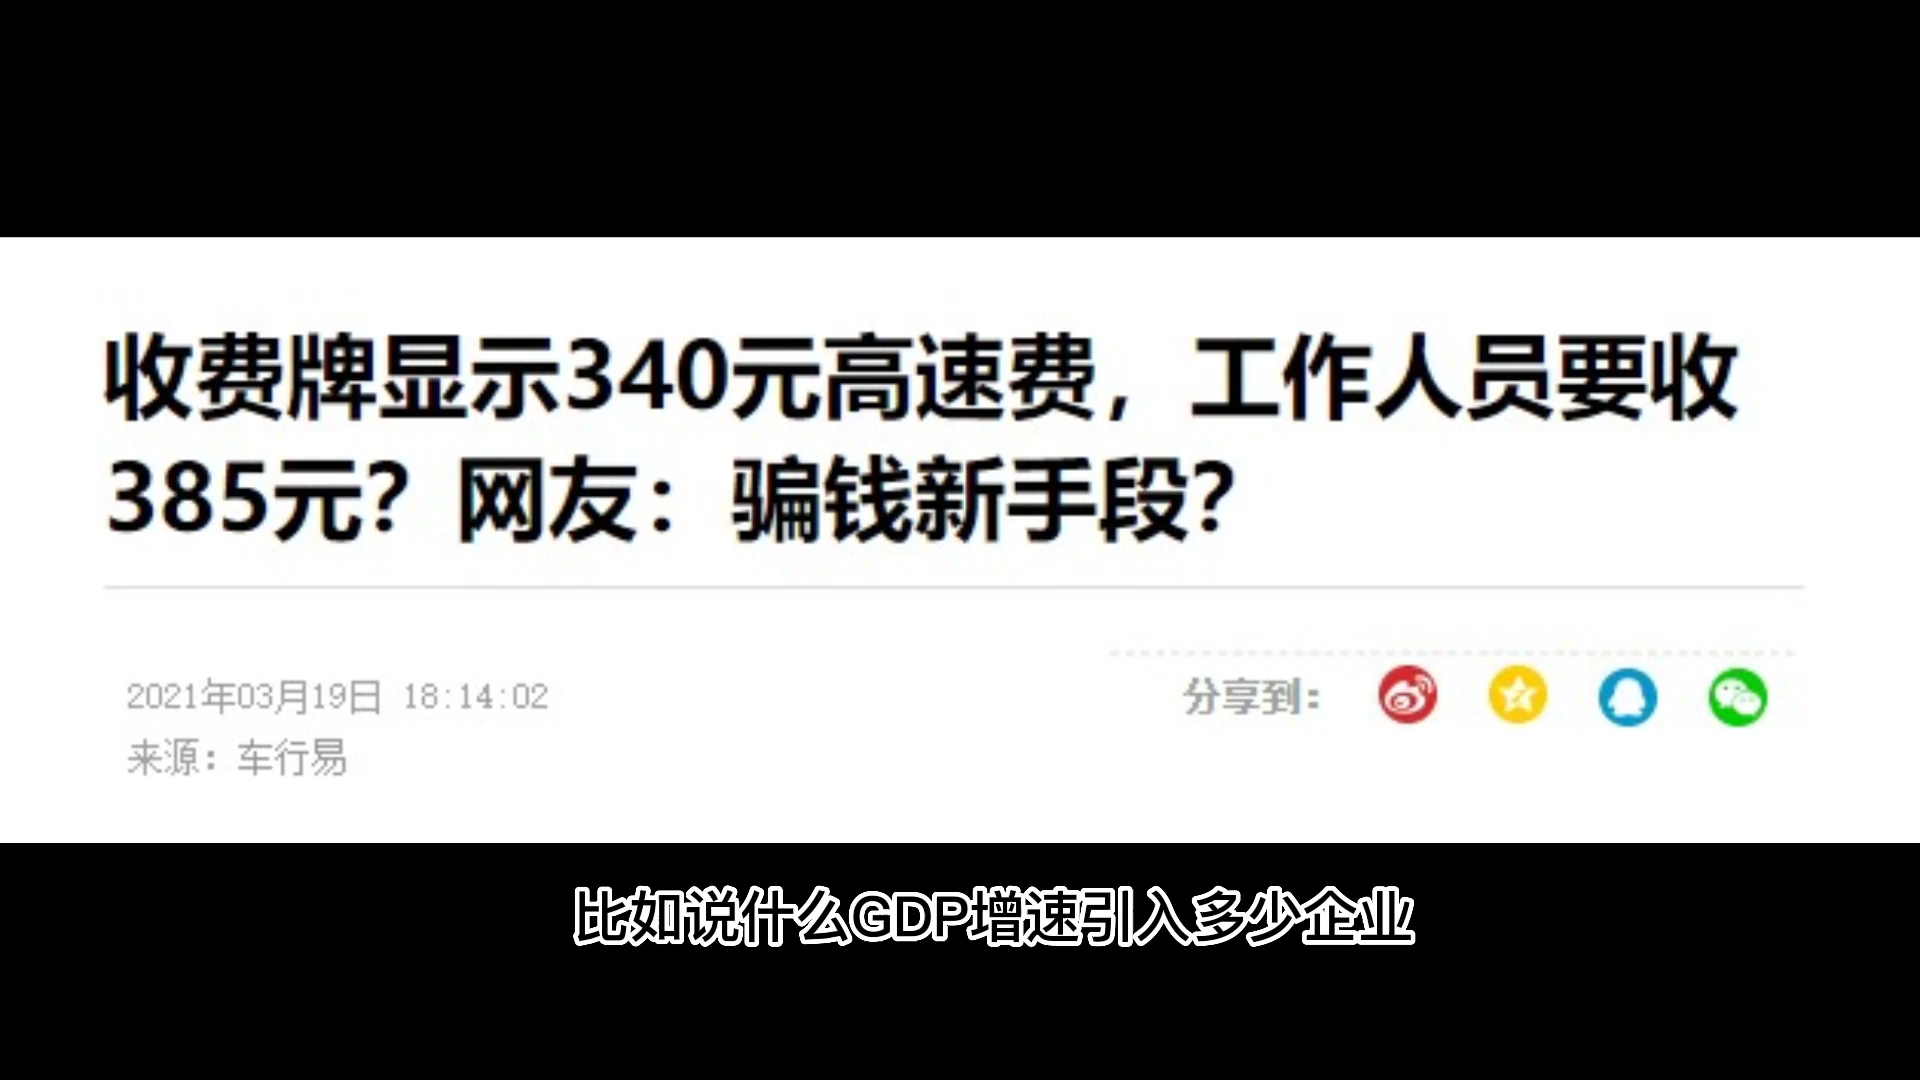 收费牌显示340元高速费，工作人员要收
385元？网友：骗钱新手段？
2021年03月19日 18:14:02
分享到：
来源：车行易
比如说什么GDP增速引入多少企业